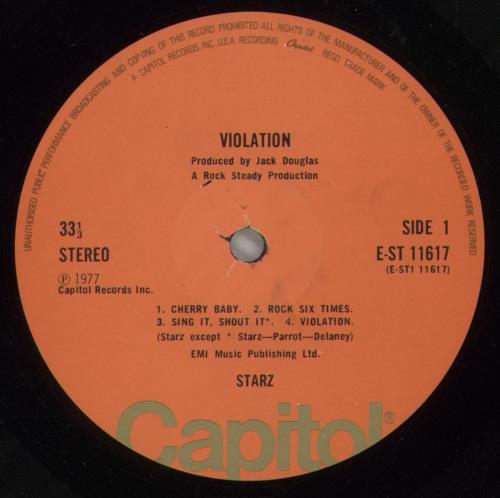 UNAUTHORISED PUBLIC PERFORMANCE BROADCASTING AND COPYING OF THIS RECORD PROHIBITED ALL RIGHTS OF THE MANUFACTURER AND OF THE OWNER OF THE RECORDED WORK RESERVED
A CAPITOL RECORDS, INC., U.S.A. RECORDING Capitol REG'D. TRADE MARK
VIOLATION
Produced by Jack Douglas
A Rock Steady Production
33⅓
STEREO
Ⓟ 1977
Capitol Records Inc.
SIDE 1
E-ST 11617
(E-ST1 11617)
1. CHERRY BABY. 2. ROCK SIX TIMES.
3. SING IT, SHOUT IT*. 4. VIOLATION.
(Starz except * Starz—Parrot—Delaney)
EMI Music Publishing Ltd.
STARZ
Capitol®